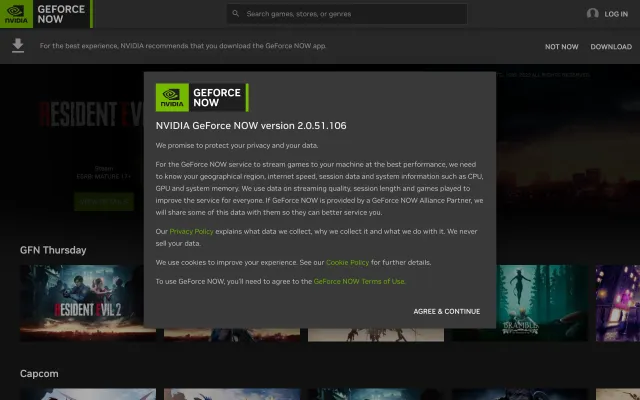 NVIDIA
GEFORCE
NOW
Search games, stores, or genres
LOG IN
For the best experience, NVIDIA recommends that you download the GeForce NOW app.
NOT NOW
DOWNLOAD
RESIDENT EV
Steam
ESRB: MATURE 17+
NVIDIA
GEFORCE
NOW
NVIDIA GeForce NOW version 2.0.51.106
We promise to protect your privacy and your data.
For the GeForce NOW service to stream games to your machine at the best performance, we need
to know your geographical region, internet speed, session data and system information such as CPU,
GPU and system memory. We use data on streaming quality, session length and games played to
improve the service for everyone. If GeForce NOW is provided by a GeForce NOW Alliance Partner, we
will share some of this data with them so they can better service you.
Our Privacy Policy explains what data we collect, why we collect it and what we do with it. We never
sell your data.
We use cookies to improve your experience. See our Cookie Policy for further details.
To use GeForce NOW, you'll need to agree to the GeForce NOW Terms of Use.
AGREE & CONTINUE
GFN Thursday
RESIDENT EVIL 2
BRAMBLE
Capcom